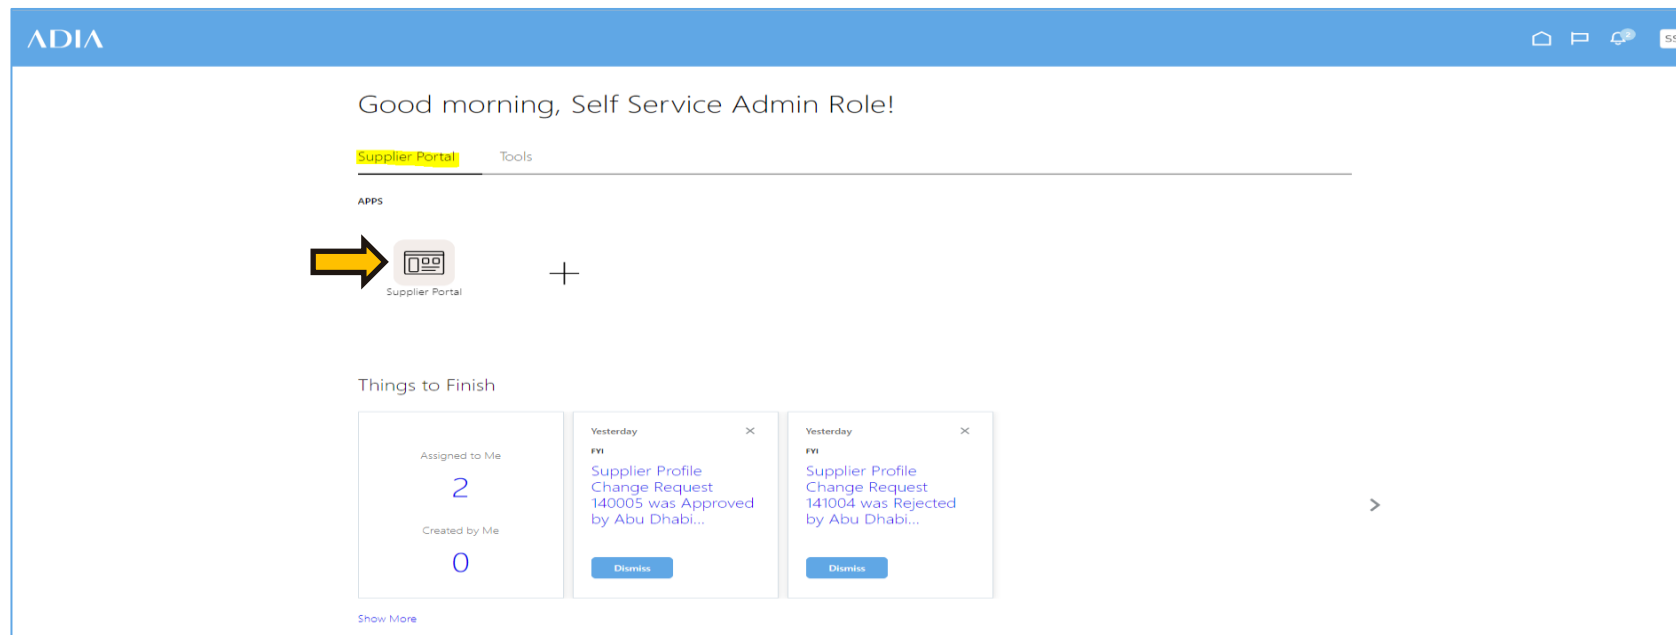 ADIA
2
SS
Good morning, Self Service Admin Role!
Supplier Portal
Tools
APPS
Supplier Portal
Things to Finish
Assigned to Me
2
Created by Me
0
Yesterday
FYI
Supplier Profile
Change Request
140005 was Approved
by Abu Dhabi...
Dismiss
Yesterday
FYI
Supplier Profile
Change Request
141004 was Rejected
by Abu Dhabi...
Dismiss
Show More